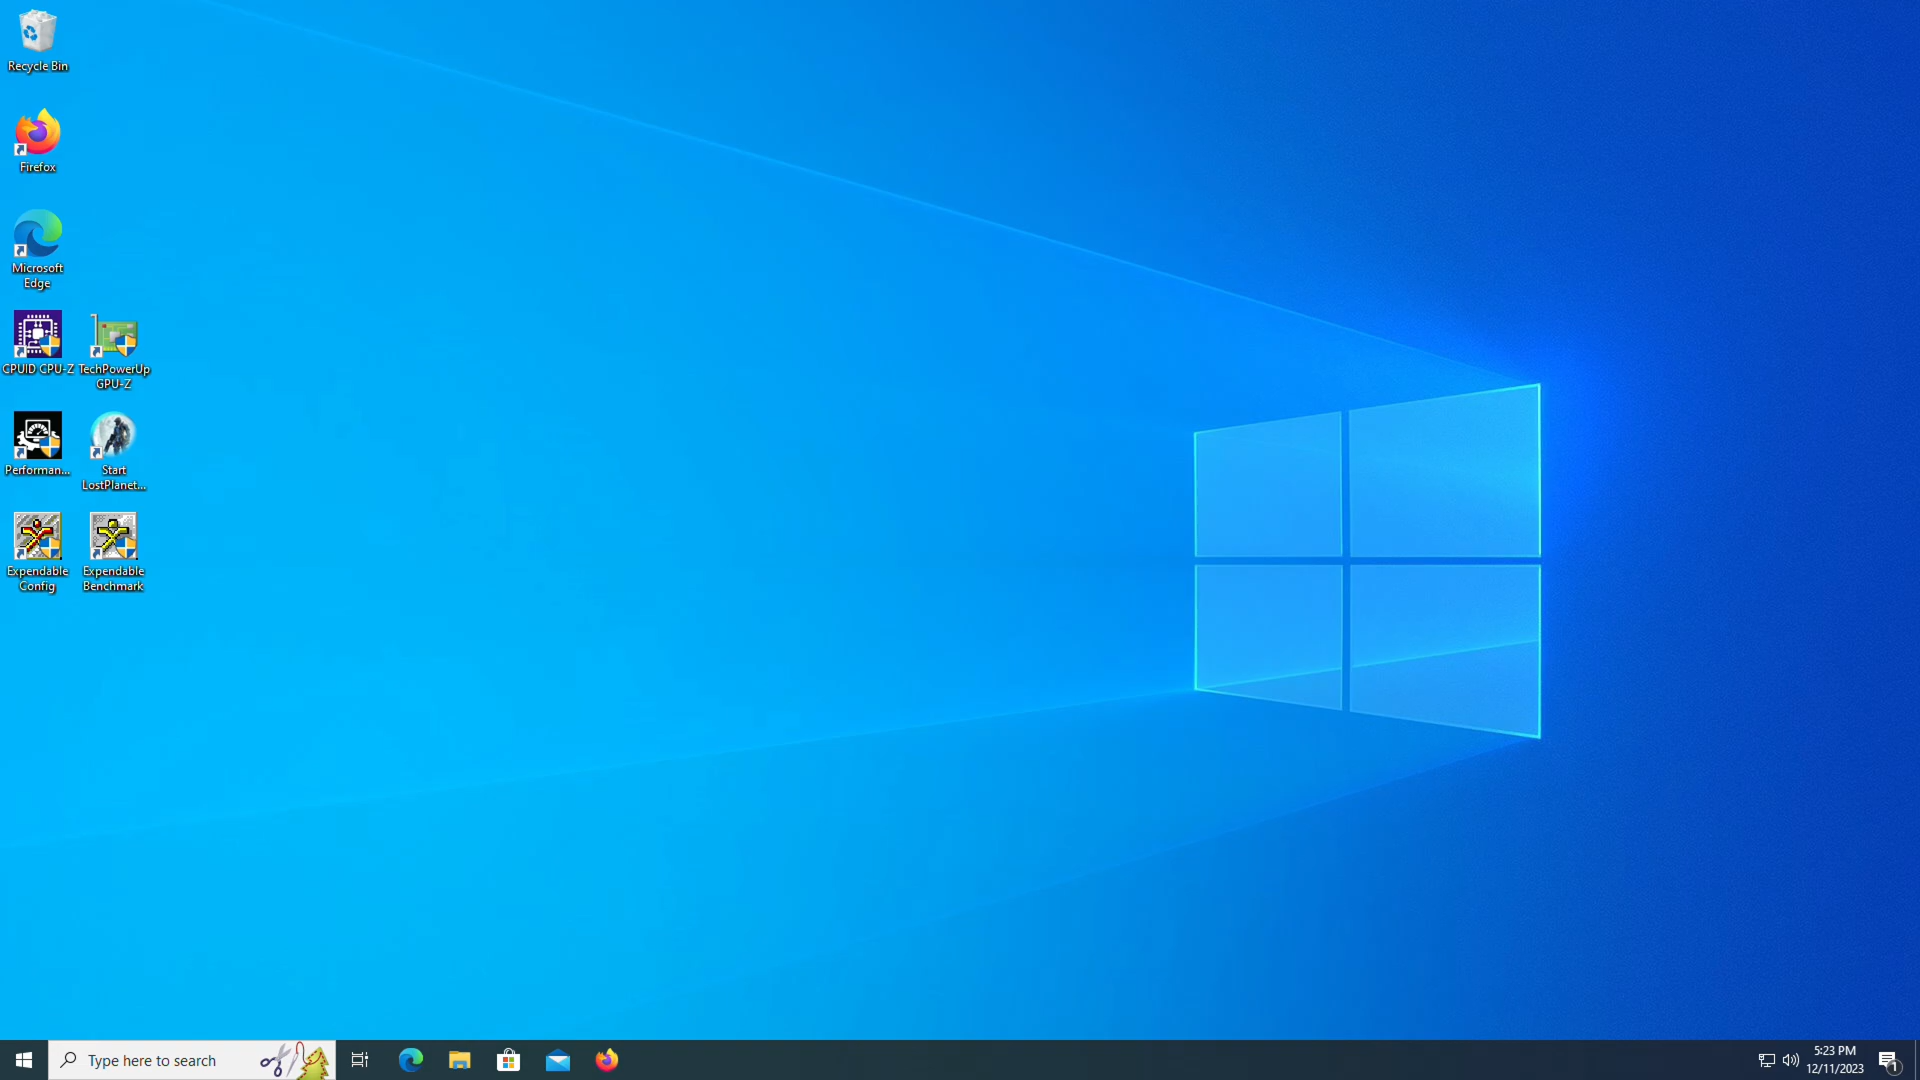 Recycle Bin
Firefox
Microsoft
Edge
CPUID CPU-Z
TechPowerUp
GPU-Z
Performan...
Start
LostPlanet...
Expendable
Config
Expendable
Benchmark
Type here to search
5:23 PM
12/11/2023
1